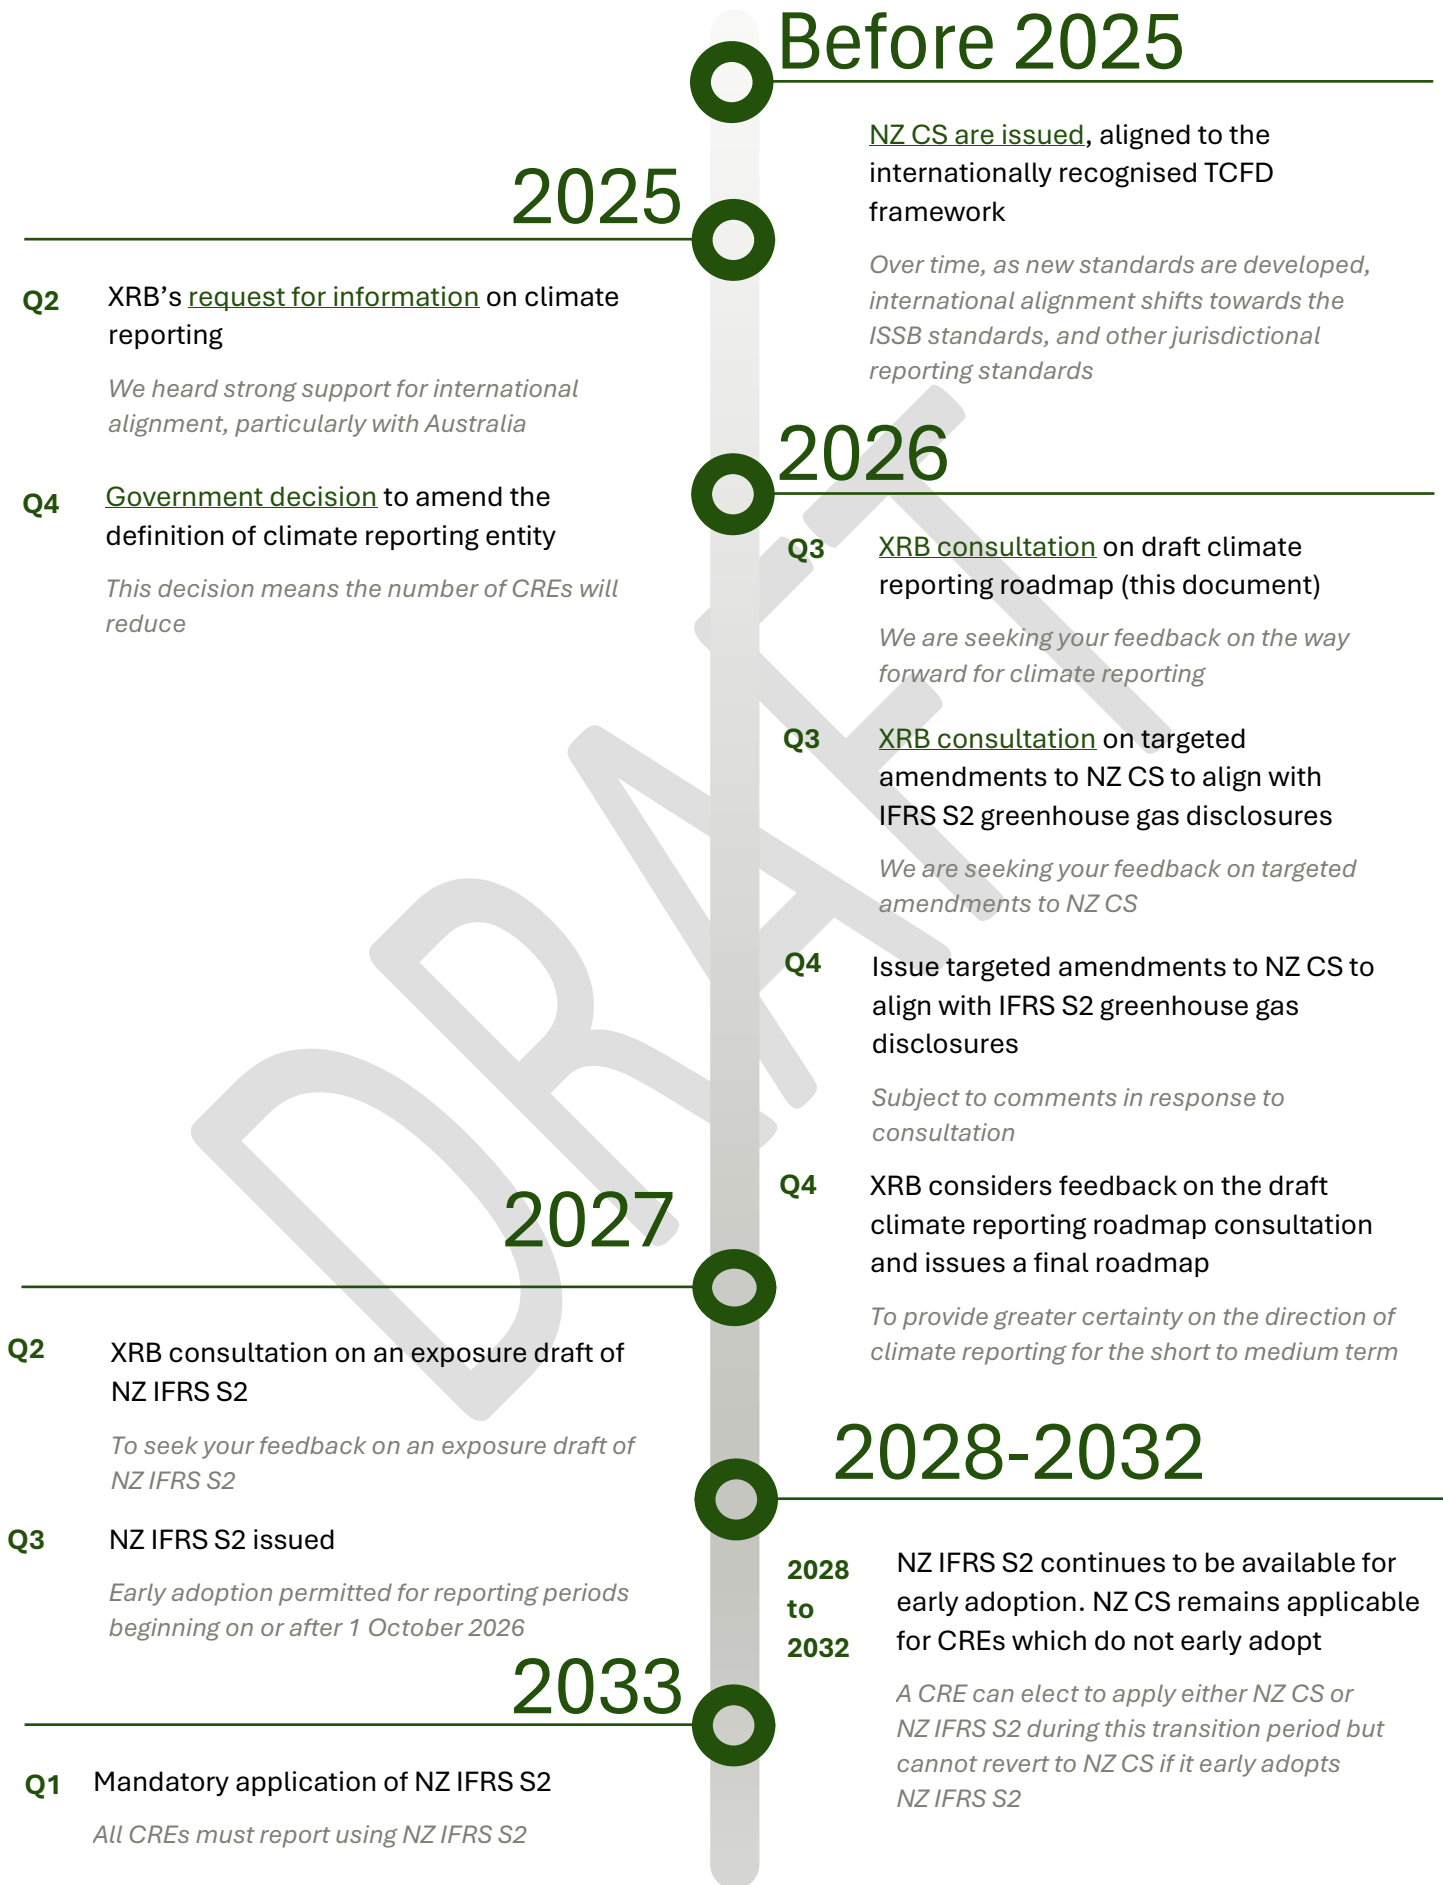 Before 2025
NZ CS are issued, aligned to the
internationally recognised TCFD
framework
Over time, as new standards are developed,
international alignment shifts towards the
ISSB standards, and other jurisdictional
reporting standards
2025
Q2
XRB’s request for information on climate
reporting
We heard strong support for international
alignment, particularly with Australia
Q4
Government decision to amend the
definition of climate reporting entity
This decision means the number of CREs will
reduce
2026
Q3
XRB consultation on draft climate
reporting roadmap (this document)
We are seeking your feedback on the way
forward for climate reporting
Q3
XRB consultation on targeted
amendments to NZ CS to align with
IFRS S2 greenhouse gas disclosures
We are seeking your feedback on targeted
amendments to NZ CS
Q4
Issue targeted amendments to NZ CS to
align with IFRS S2 greenhouse gas
disclosures
Subject to comments in response to
consultation
Q4
XRB considers feedback on the draft
climate reporting roadmap consultation
and issues a final roadmap
To provide greater certainty on the direction of
climate reporting for the short to medium term
2027
Q2
XRB consultation on an exposure draft of
NZ IFRS S2
To seek your feedback on an exposure draft of
NZ IFRS S2
Q3
NZ IFRS S2 issued
Early adoption permitted for reporting periods
beginning on or after 1 October 2026
2028-2032
2028
to
2032
NZ IFRS S2 continues to be available for
early adoption. NZ CS remains applicable
for CREs which do not early adopt
A CRE can elect to apply either NZ CS or
NZ IFRS S2 during this transition period but
cannot revert to NZ CS if it early adopts
NZ IFRS S2
2033
Q1
Mandatory application of NZ IFRS S2
All CREs must report using NZ IFRS S2
DRAFT